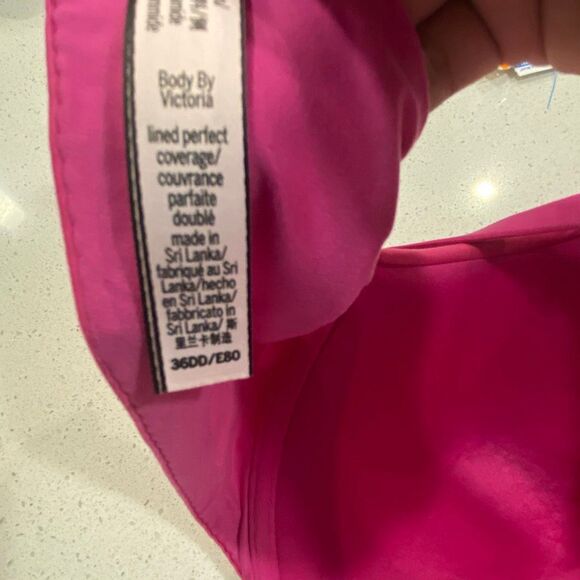 Body By
Victoria
lined perfect
coverage/
couvrance
parfaite
doublé
made in
Sri Lanka/
fabriqué au Sri
Lanka/hecho
en Sri Lanka/
fabbricato in
Sri Lanka/ 斯
里兰卡制造
36DD/E80